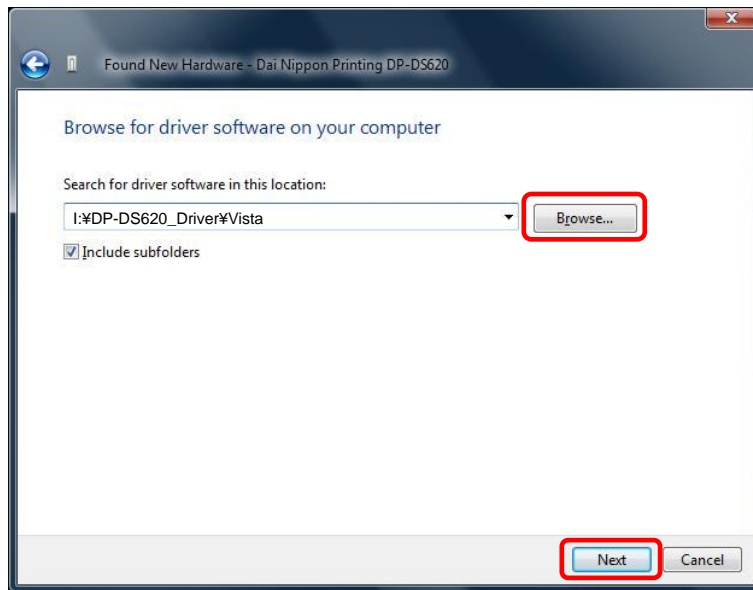 Found New Hardware - Dai Nippon Printing DP-DS620
Browse for driver software on your computer
Search for driver software in this location:
I:¥DP-DS620_Driver¥Vista
Browse...
Include subfolders
Next
Cancel